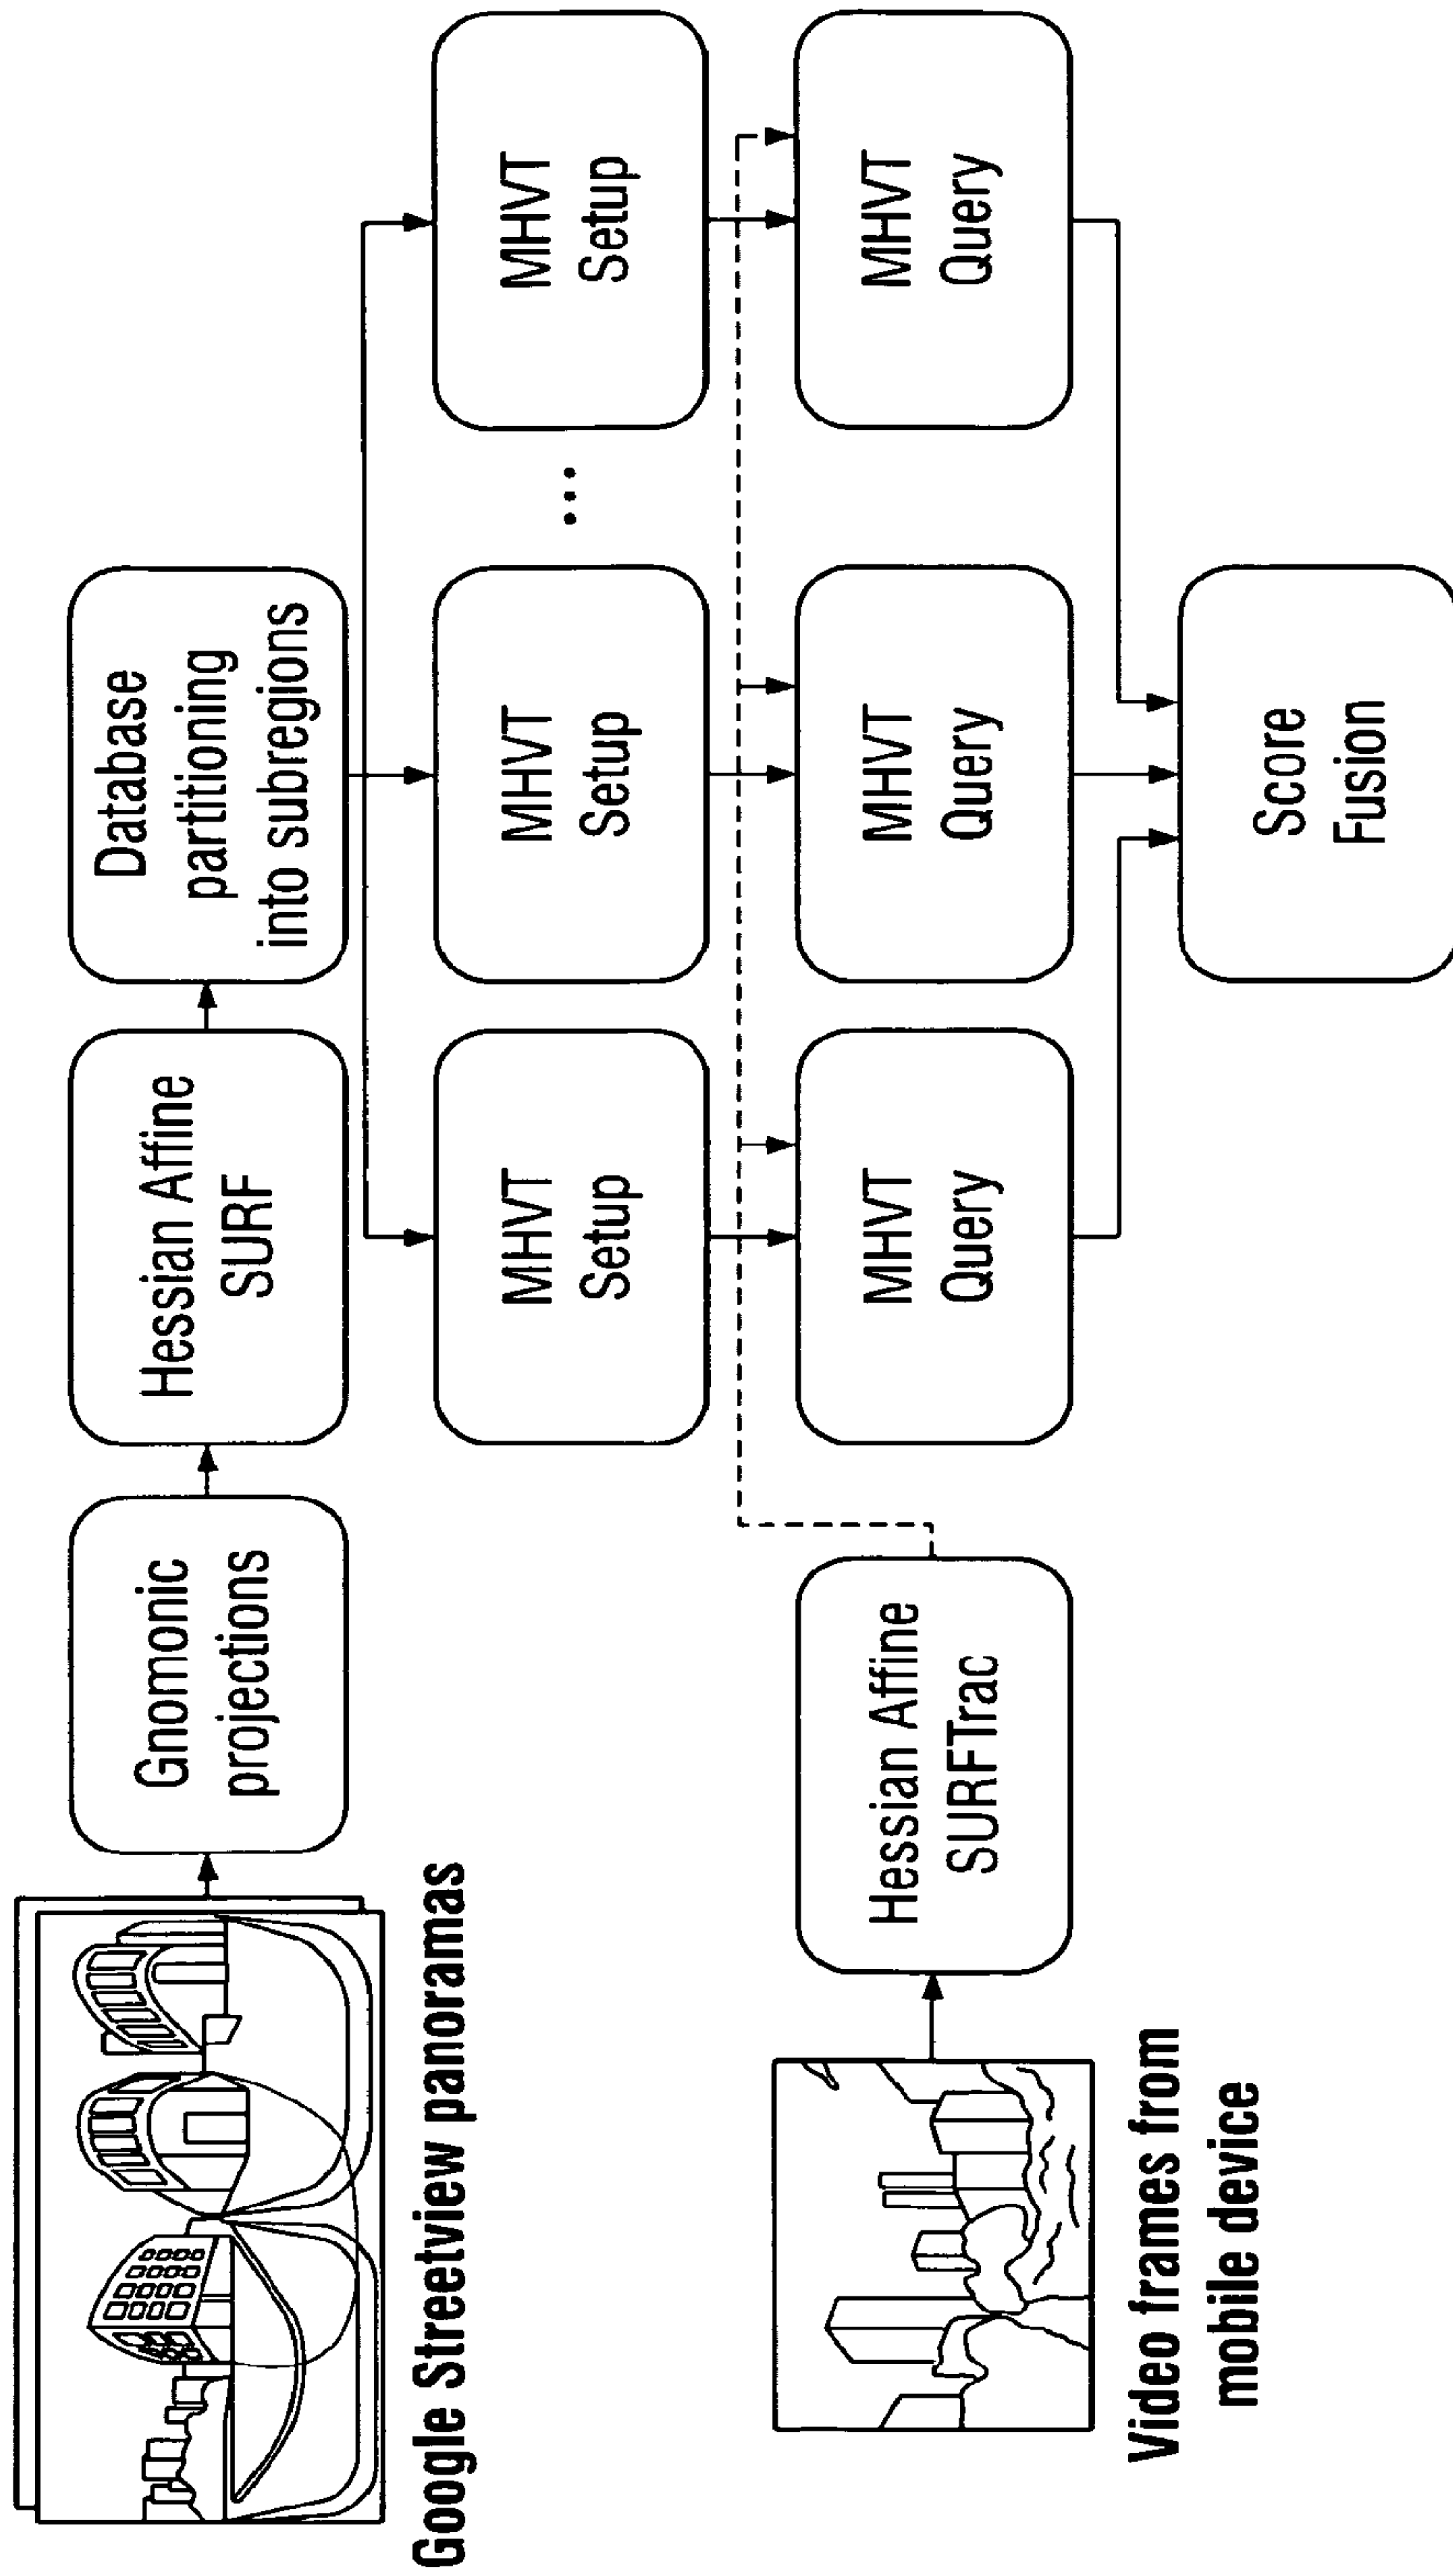 Google Streetview panoramas
Gnomonic
projections
Hessian Affine
SURF
Database
partitioning
into subregions
MHVT
Setup
MHVT
Setup
...
MHVT
Setup
Video frames from
mobile device
Hessian Affine
SURFTrac
MHVT
Query
MHVT
Query
MHVT
Query
Score
Fusion